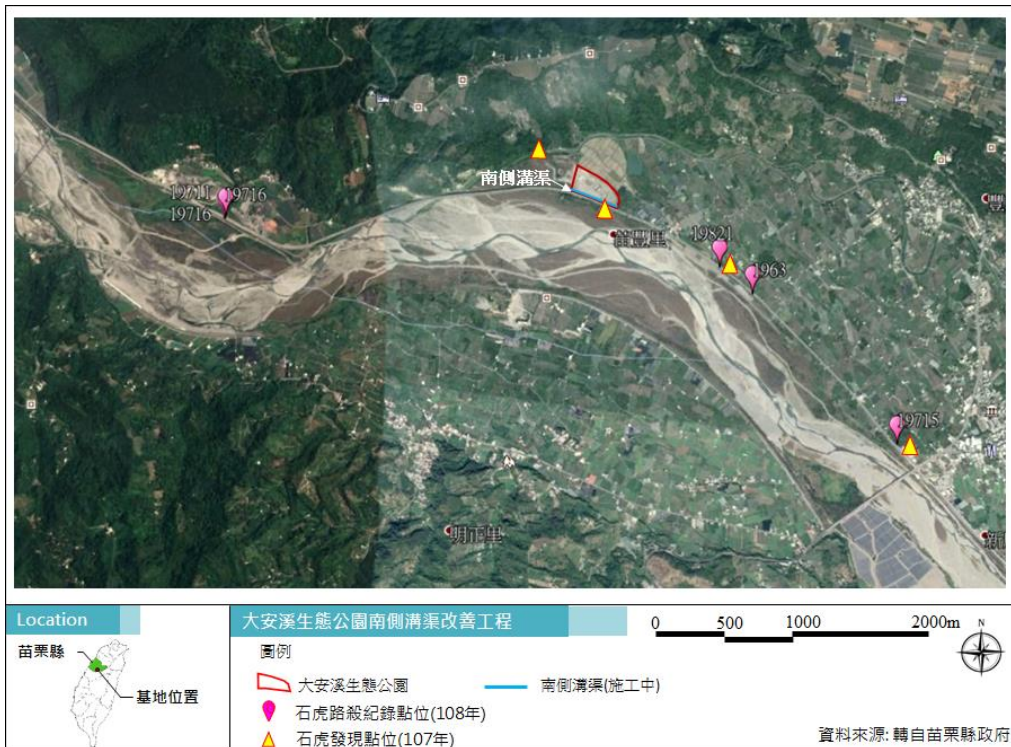 南側溝渠
19711 19716
19716
苗豐里
19821
1963
19715
明正里
Location
苗栗縣
基地位置
大安溪生態公園南側溝渠改善工程
0 500 1000 2000m
N
圖例
大安溪生態公園
南側溝渠(施工中)
石虎路殺紀錄點位(108年)
石虎發現點位(107年)
資料來源: 轉自苗栗縣政府